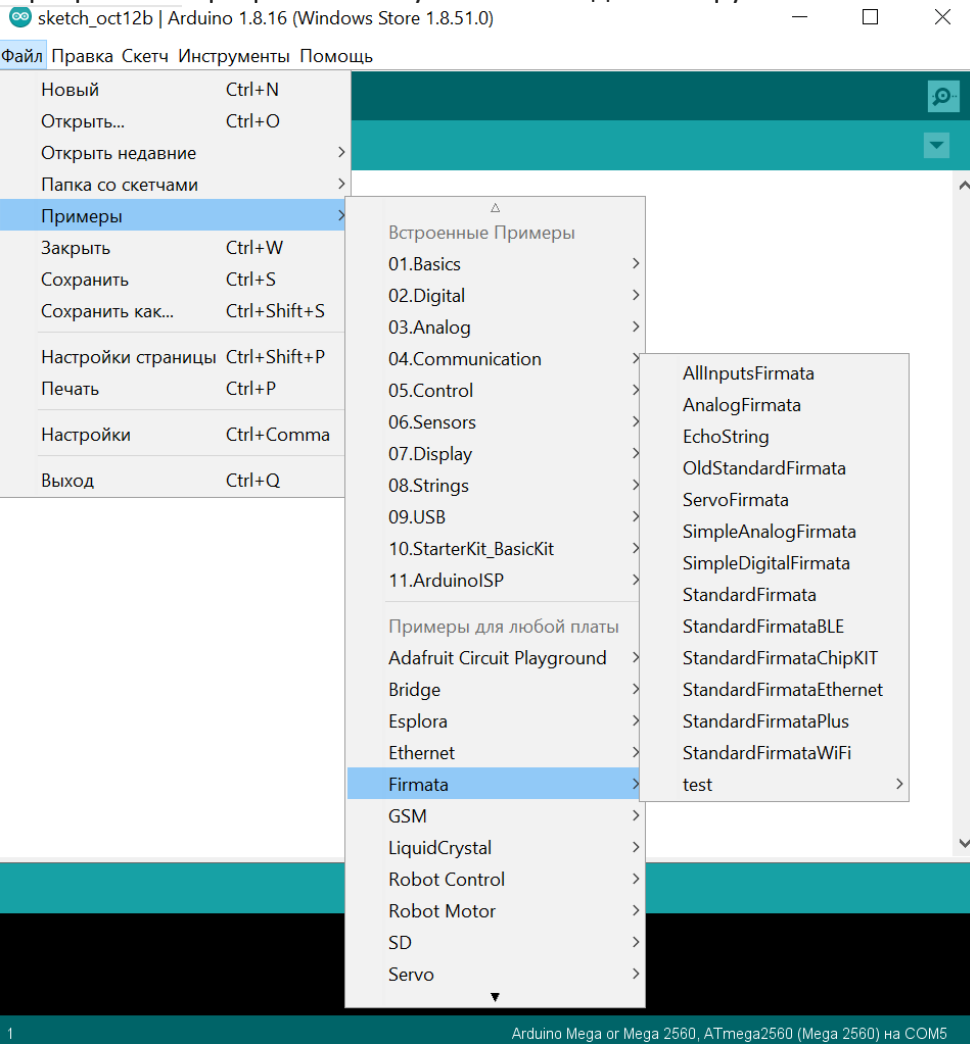 sketch_oct12b | Arduino 1.8.16 (Windows Store 1.8.51.0)
Файл Правка Скетч Инструменты Помощь
Новый Ctrl+N
Открыть... Ctrl+O
Открыть недавние
Папка со скетчами
Примеры
Закрыть Ctrl+W
Сохранить Ctrl+S
Сохранить как... Ctrl+Shift+S
Настройки страницы Ctrl+Shift+P
Печать Ctrl+P
Настройки Ctrl+Comma
Выход Ctrl+Q
Встроенные Примеры
01.Basics
02.Digital
03.Analog
04.Communication
05.Control
06.Sensors
07.Display
08.Strings
09.USB
10.StarterKit_BasicKit
11.ArduinoISP
Примеры для любой платы
Adafruit Circuit Playground
Bridge
Esplora
Ethernet
Firmata
GSM
LiquidCrystal
Robot Control
Robot Motor
SD
Servo
AllInputsFirmata
AnalogFirmata
EchoString
OldStandardFirmata
ServoFirmata
SimpleAnalogFirmata
SimpleDigitalFirmata
StandardFirmata
StandardFirmataBLE
StandardFirmataChipKIT
StandardFirmataEthernet
StandardFirmataPlus
StandardFirmataWiFi
test
1 Arduino Mega or Mega 2560, ATmega2560 (Mega 2560) на COM5